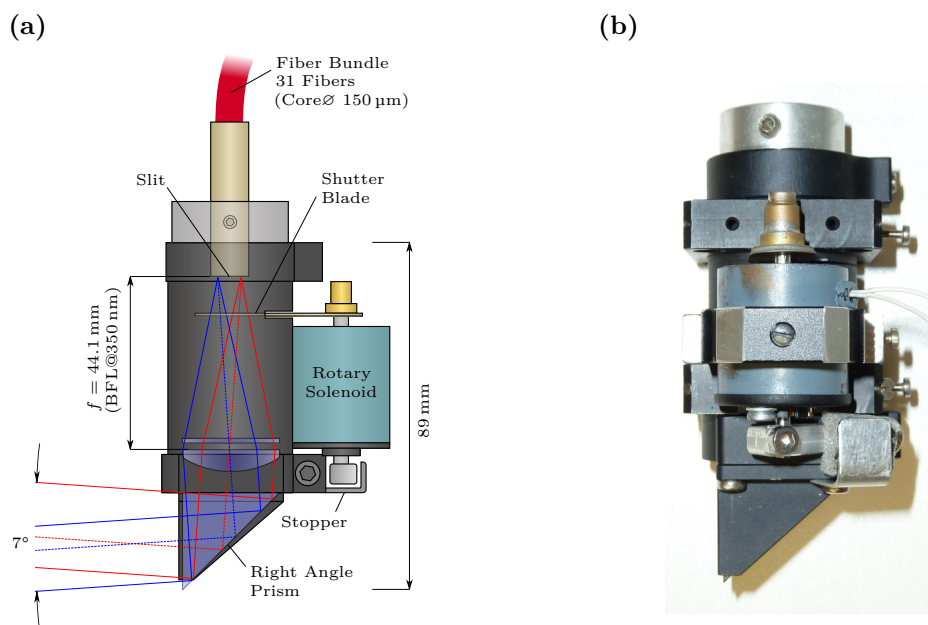 (a)
(b)
Fiber Bundle
31 Fibers
(Core∅ 150 µm)
Slit
Shutter
Blade
f = 44.1 mm
(BFL@350 nm)
Rotary
Solenoid
89 mm
Stopper
7°
Right Angle
Prism